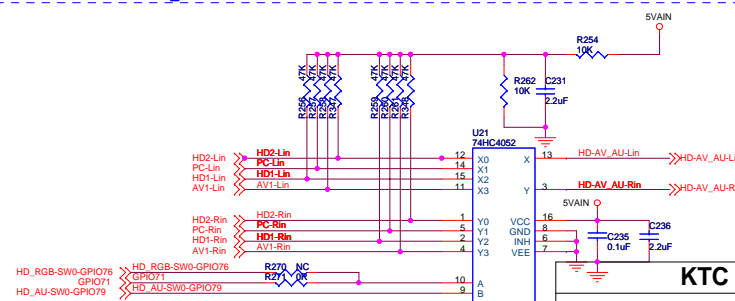 5VAIN
R254
10K
47K 47K 47K 47K
47K 47K 47K 47K
R256 R257 R258 R347
R259 R260 R261 R348
R262
10K
C231
2.2uF
U21
74HC4052
HD2-Lin HD2-Lin 12 X0 X 13 HD-AV_AU-Lin HD-AV_AU-L
PC-Lin PC-Lin 14 X1
HD1-Lin HD1-Lin 15 X2
AV1-Lin AV1-Lin 11 X3 Y 3 HD-AV_AU-Rin HD-AV_AU-R
5VAIN
HD2-Rin HD2-Rin 1 Y0 VCC 16
PC-Rin PC-Rin 5 Y1 GND 8
HD1-Rin HD1-Rin 2 Y2 INH 6
AV1-Rin AV1-Rin 4 Y3 VEE 7
C235
0.1uF
C236
2.2uF
HD_RGB-SW0-GPIO76 HD_RGB-SW0-GPIO76 R270 NC
GPIO71 GPIO71 R271 0R 10 A
HD_AU-SW0-GPIO79 HD_AU-SW0-GPIO79 9 B
KTC